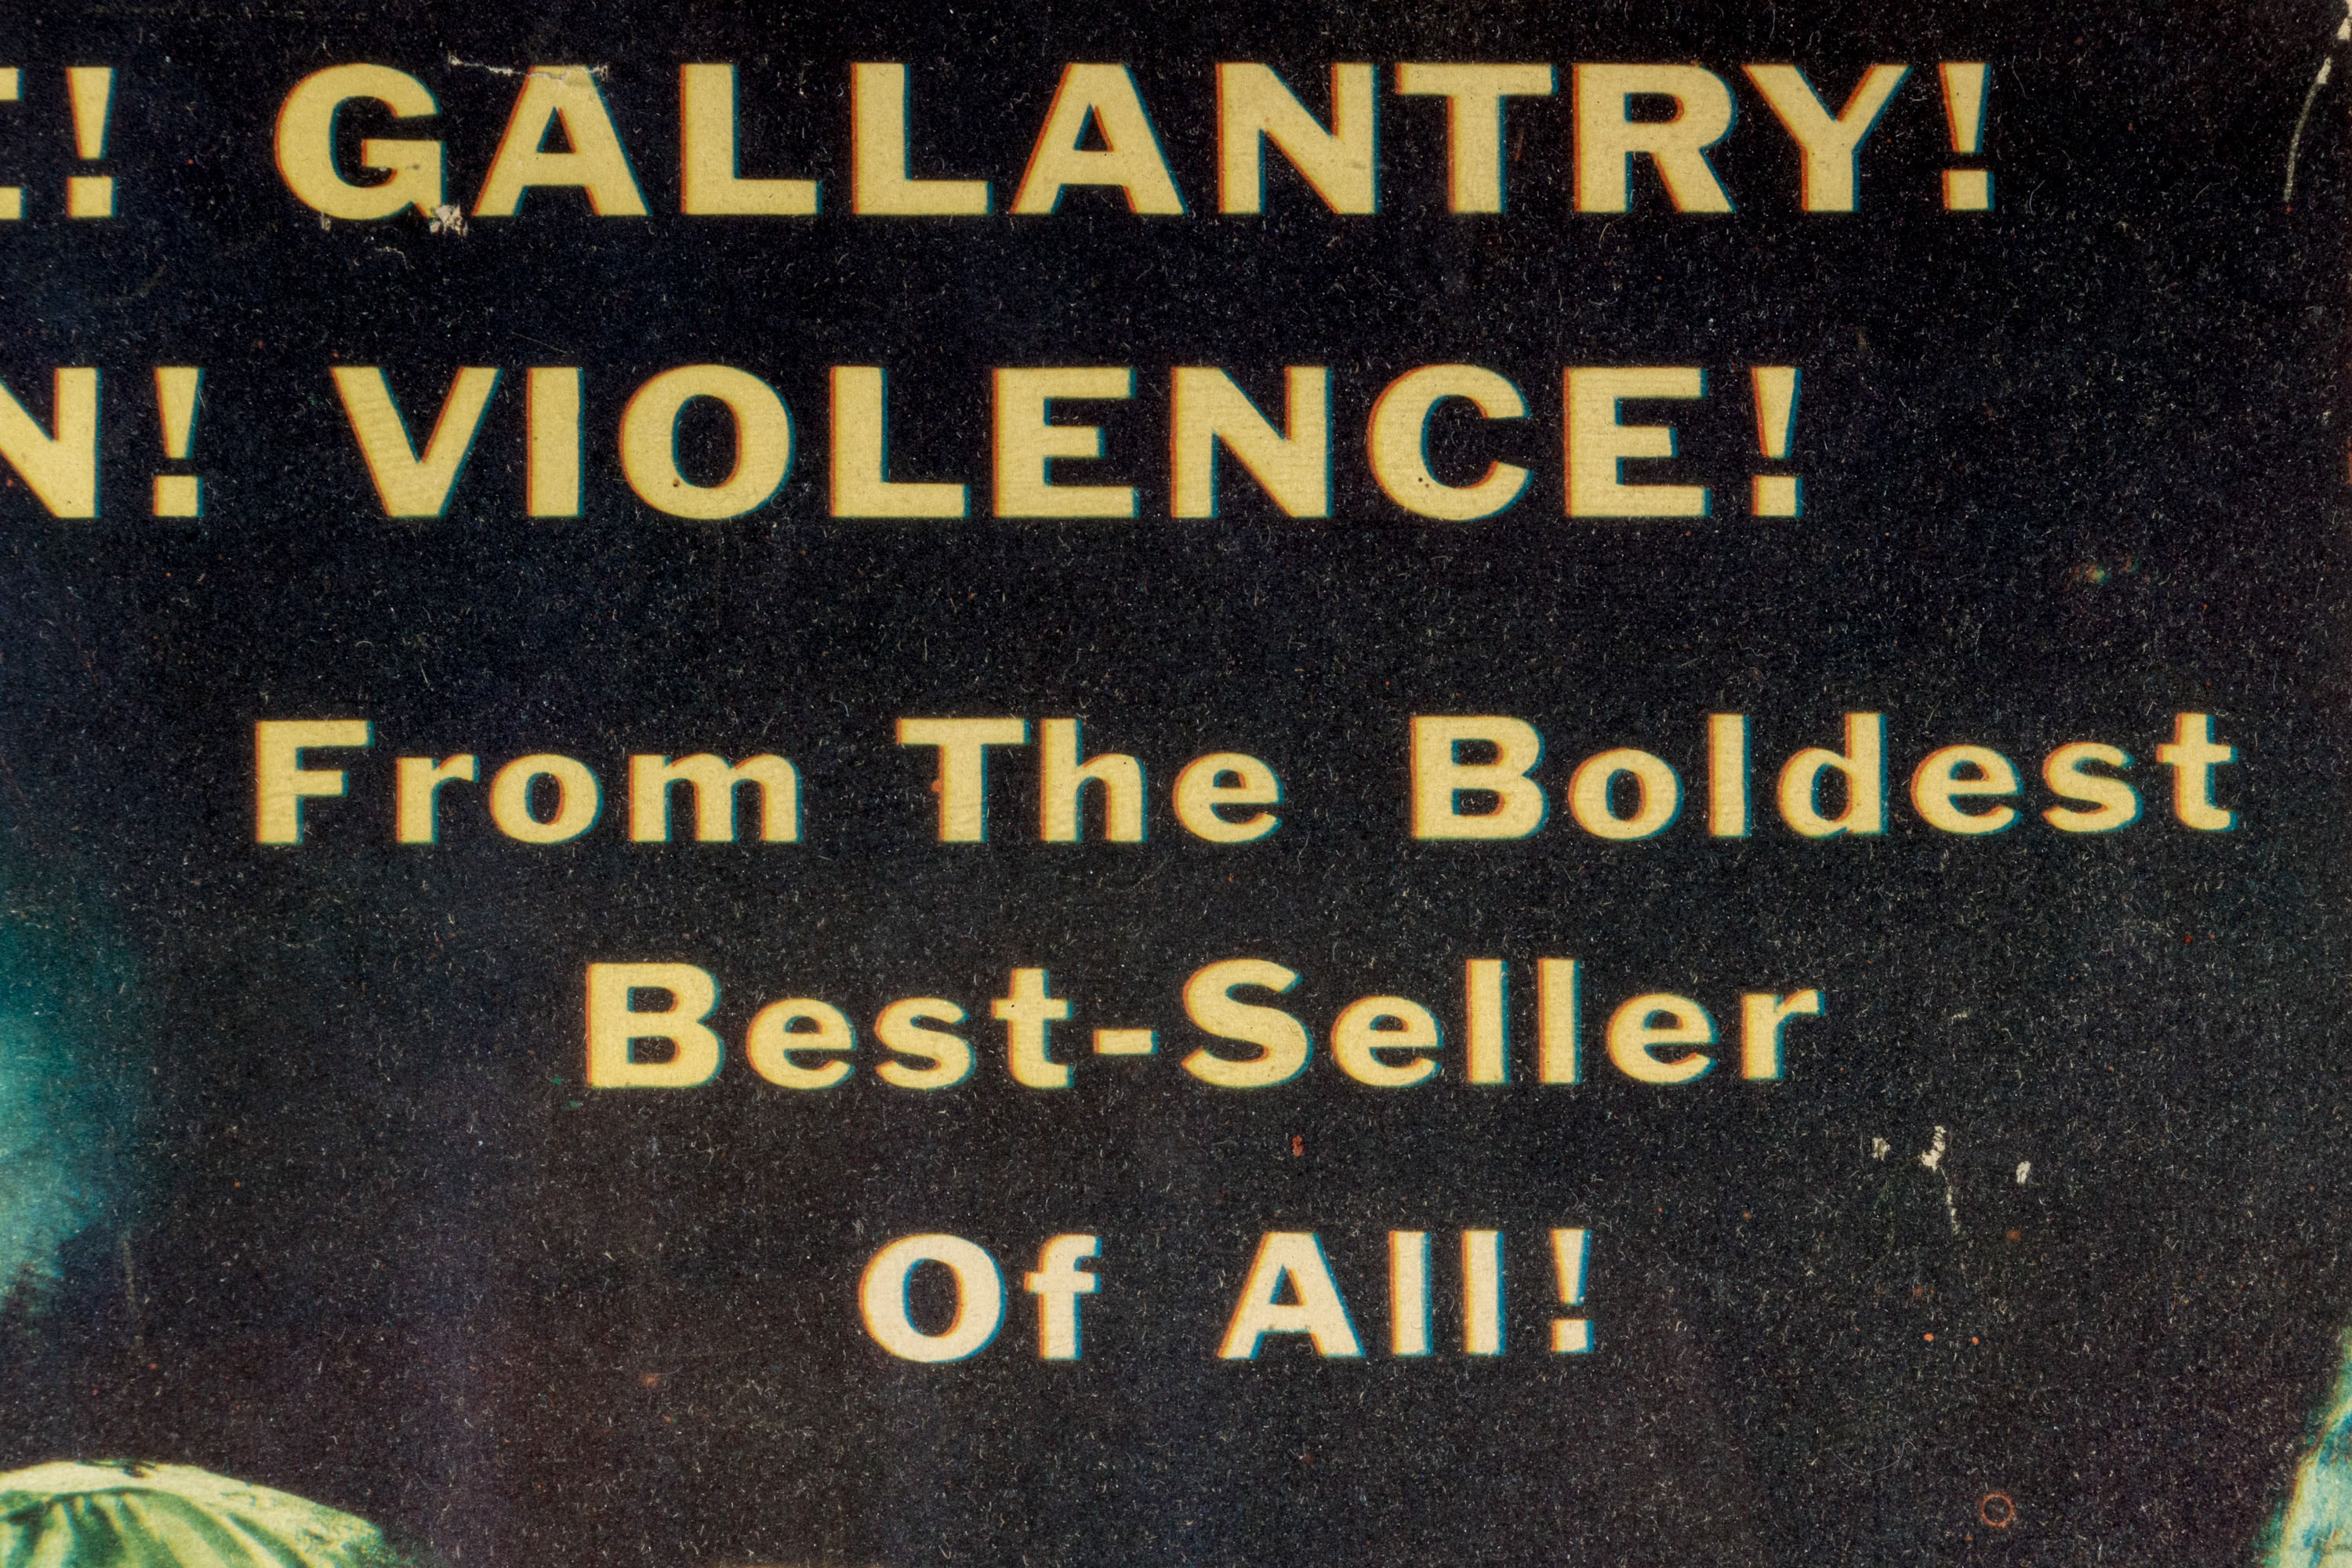 ! GALLANTRY!
N! VIOLENCE!
From The Boldest
Best-Seller
Of All!